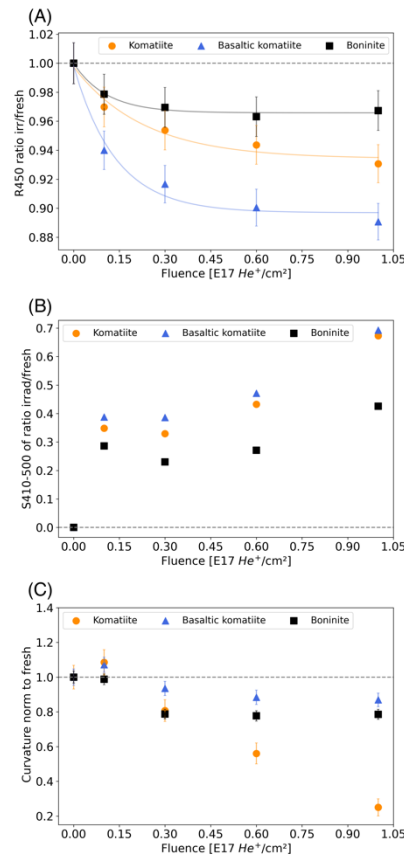 (A)
1.02
Komatiite Basaltic komatiite Boninite
1.00
0.98
0.96
0.94
0.92
0.90
0.88
R450 ratio irr/fresh
0.00 0.15 0.30 0.45 0.60 0.75 0.90 1.05
Fluence [E17 He⁺/cm²]
(B)
Komatiite Basaltic komatiite Boninite
0.7
0.6
0.5
0.4
0.3
0.2
0.1
0.0
S410-500 of ratio irrad/fresh
0.00 0.15 0.30 0.45 0.60 0.75 0.90 1.05
Fluence [E17 He⁺/cm²]
(C)
1.4
Komatiite Basaltic komatiite Boninite
1.2
1.0
0.8
0.6
0.4
0.2
Curvature norm to fresh
0.00 0.15 0.30 0.45 0.60 0.75 0.90 1.05
Fluence [E17 He⁺/cm²]